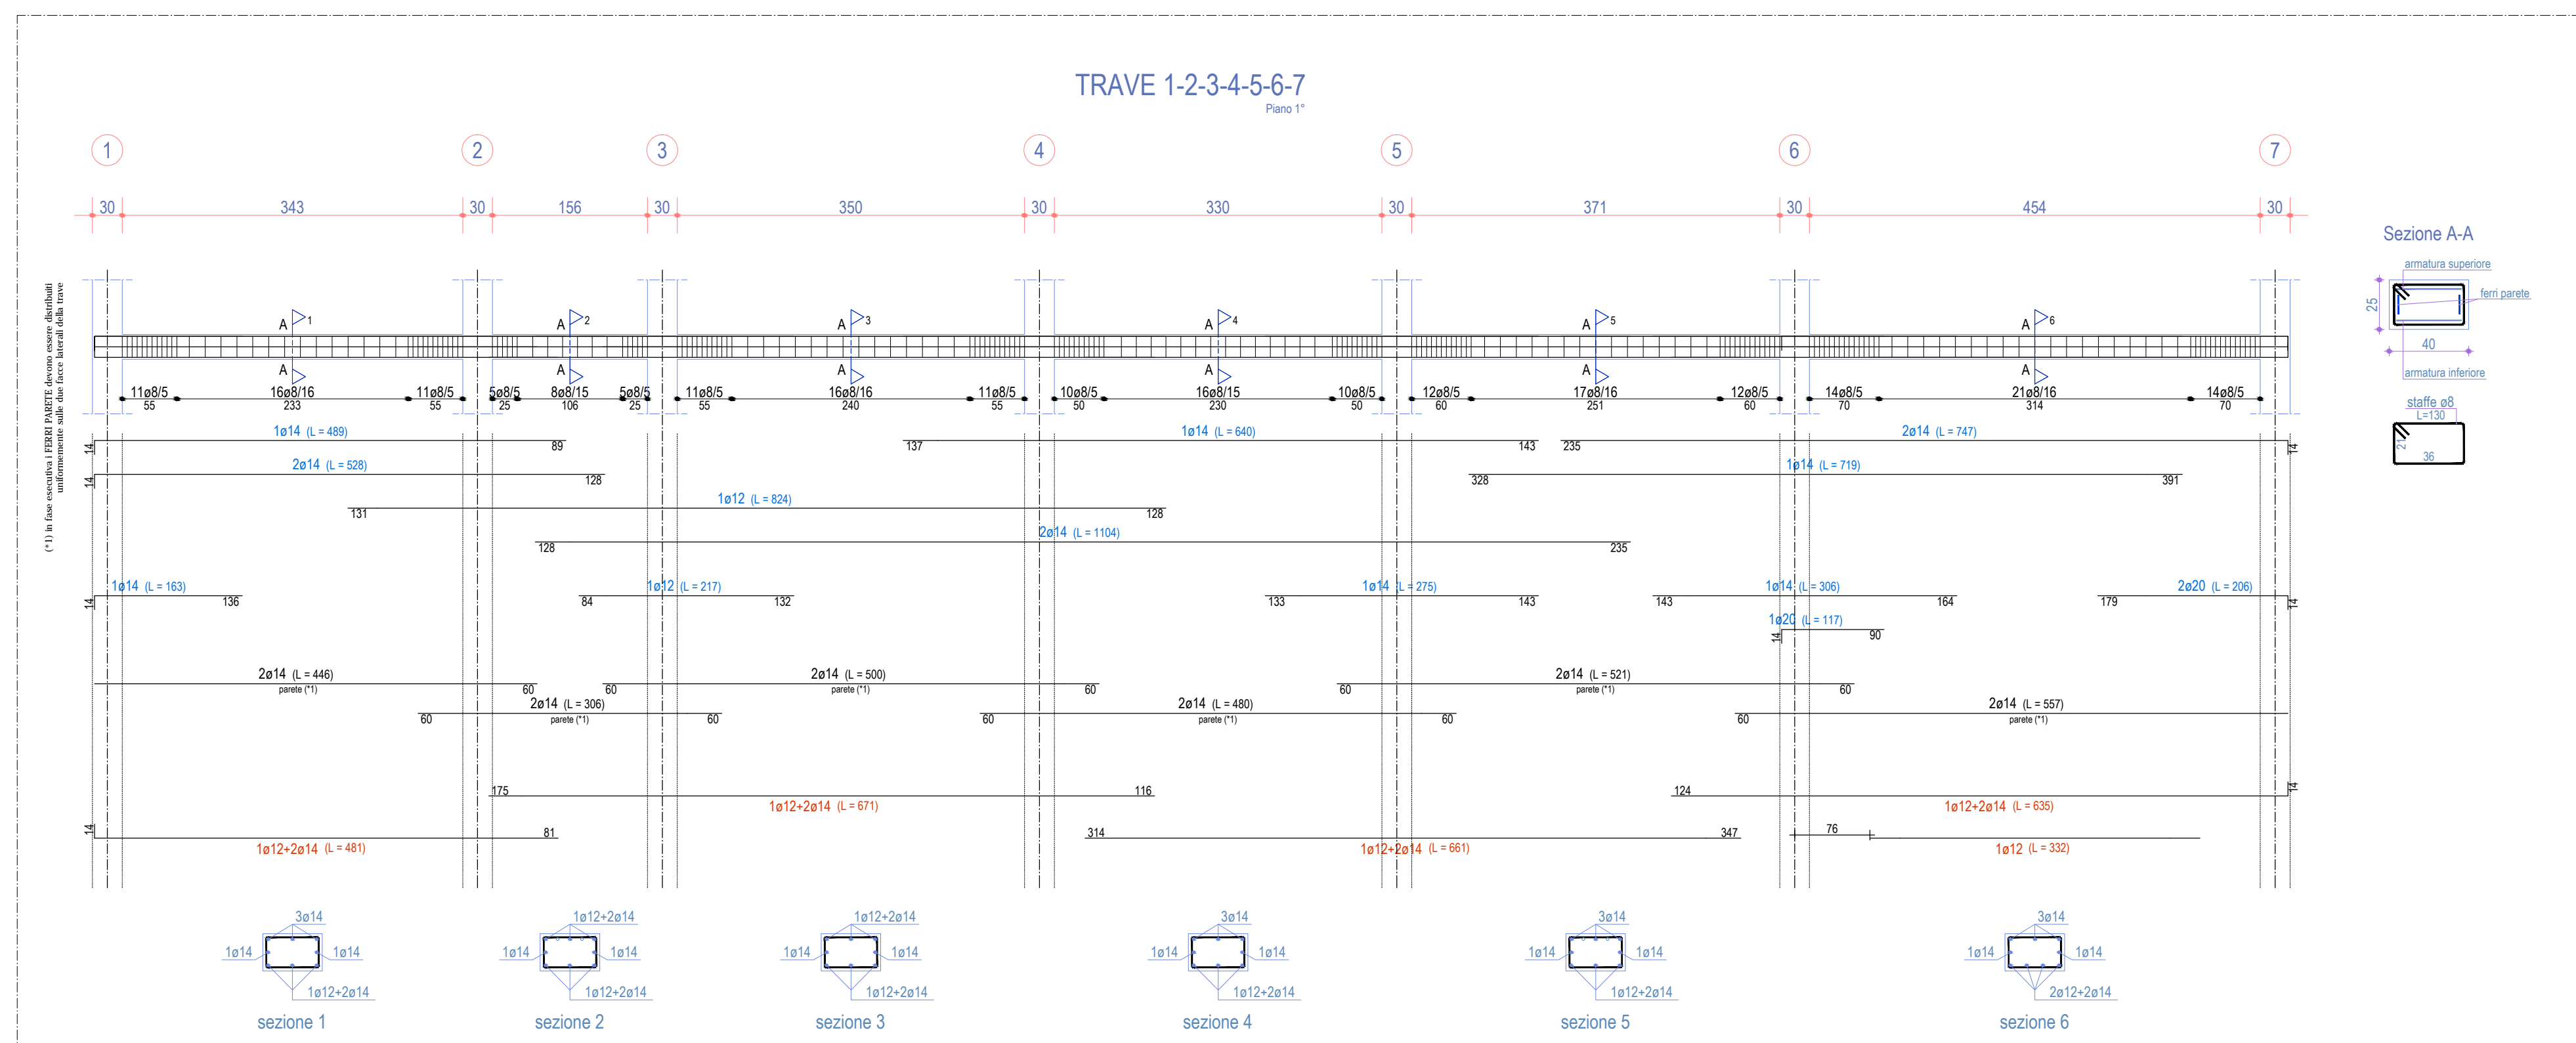 TRAVE 1-2-3-4-5-6-7
Piano 1°
1 2 3 4 5 6 7
30 343 30 156 30 350 30 330 30 371 30 454 30
(*1) in fase esecutiva i FERRI PARETE devono essere distribuiti
uniformemente sulle due facce laterali della trave
A 1 A 2 A 3 A 4 A 5 A 6
A A A A A A
11ø8/5 16ø8/16 11ø8/5 5ø8/5 8ø8/15 5ø8/5 11ø8/5 16ø8/16 11ø8/5 10ø8/5 16ø8/15 10ø8/5 12ø8/5 17ø8/16 12ø8/5 14ø8/5 21ø8/16 14ø8/5
55 233 55 25 106 25 55 240 55 50 230 50 60 251 60 70 314 70
1ø14 (L = 489) 1ø14 (L = 640) 2ø14 (L = 747)
14 89 137 143 235 14
2ø14 (L = 528) 1ø14 (L = 719)
14 128 328 391
1ø12 (L = 824)
131 128
2ø14 (L = 1104)
128 235
1ø14 (L = 163) 1ø12 (L = 217) 1ø14 (L = 275) 1ø14 (L = 306) 2ø20 (L = 206)
14 136 84 132 133 143 143 164 179 14
1ø20 (L = 117)
14 90
2ø14 (L = 446) 2ø14 (L = 500) 2ø14 (L = 521)
parete (*1) 60 60 parete (*1) 60 60 parete (*1) 60
2ø14 (L = 306) 2ø14 (L = 480) 2ø14 (L = 557)
60 parete (*1) 60 60 parete (*1) 60 60 parete (*1)
175 116 124 14
1ø12+2ø14 (L = 671) 1ø12+2ø14 (L = 635)
14 81 314 347 76
1ø12+2ø14 (L = 481) 1ø12+2ø14 (L = 661) 1ø12 (L = 332)
3ø14 1ø12+2ø14 1ø12+2ø14 3ø14 3ø14 3ø14
1ø14 1ø14 1ø14 1ø14 1ø14 1ø14 1ø14 1ø14 1ø14 1ø14 1ø14 1ø14
1ø12+2ø14 1ø12+2ø14 1ø12+2ø14 1ø12+2ø14 1ø12+2ø14 2ø12+2ø14
sezione 1 sezione 2 sezione 3 sezione 4 sezione 5 sezione 6
Sezione A-A
armatura superiore
ferri parete
25
40
armatura inferiore
staffe ø8
L=130
21
36